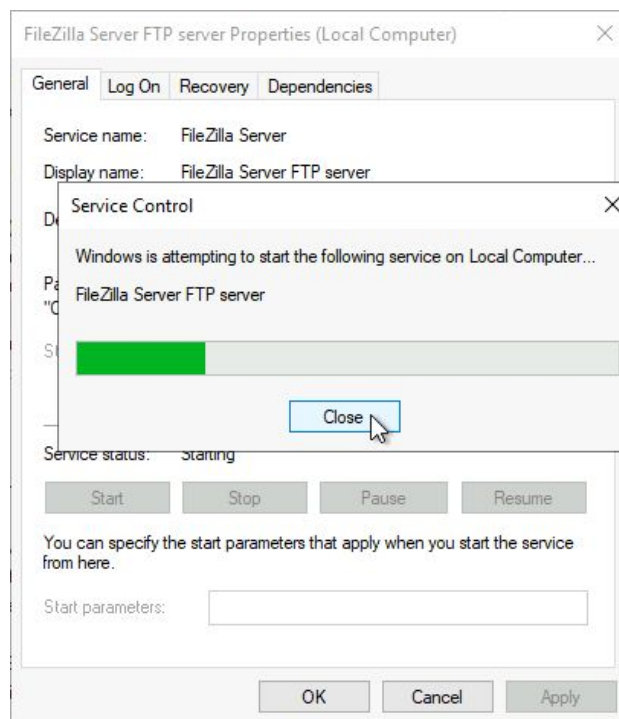 FileZilla Server FTP server Properties (Local Computer)
General Log On Recovery Dependencies
Service name: FileZilla Server
Display name: FileZilla Server FTP server
Service Control
Windows is attempting to start the following service on Local Computer...
FileZilla Server FTP server
Close
Service status: Starting
Start Stop Pause Resume
You can specify the start parameters that apply when you start the service
from here.
Start parameters:
OK Cancel Apply